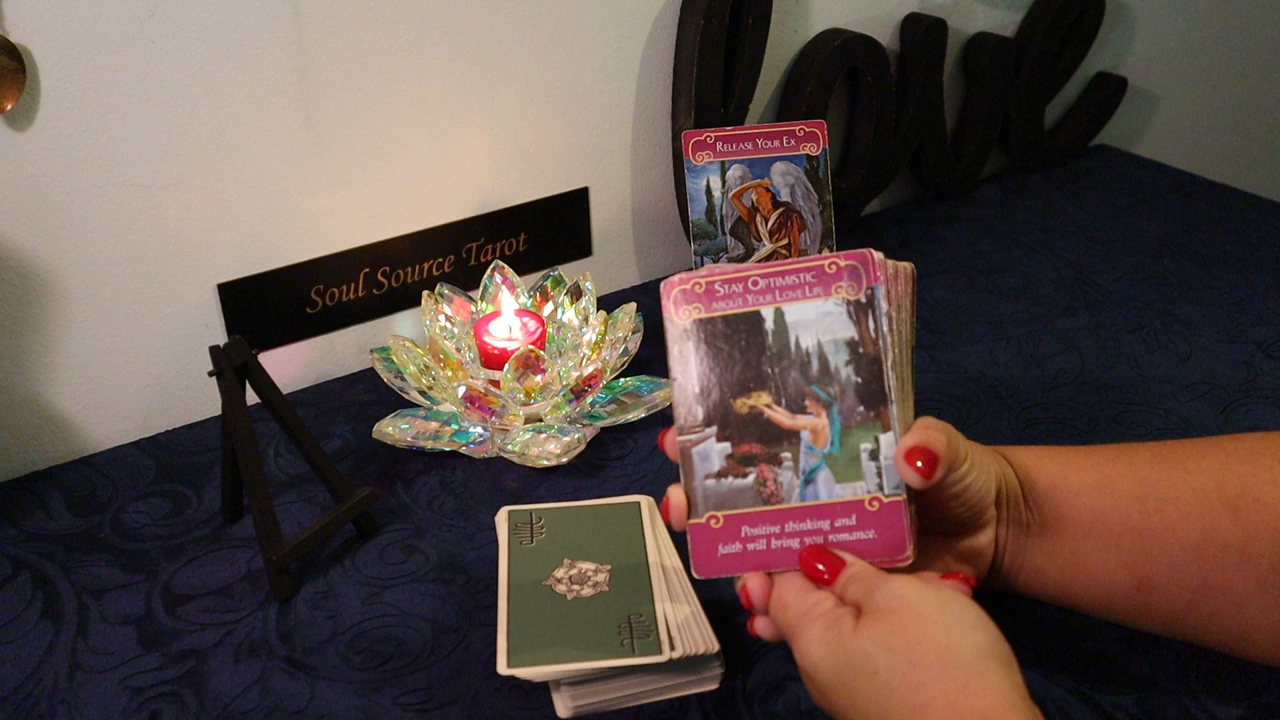 love
RELEASE YOUR EX
Soul Source Tarot
STAY OPTIMISTIC
ABOUT YOUR LOVE LIFE
Positive thinking and
faith will bring you romance.